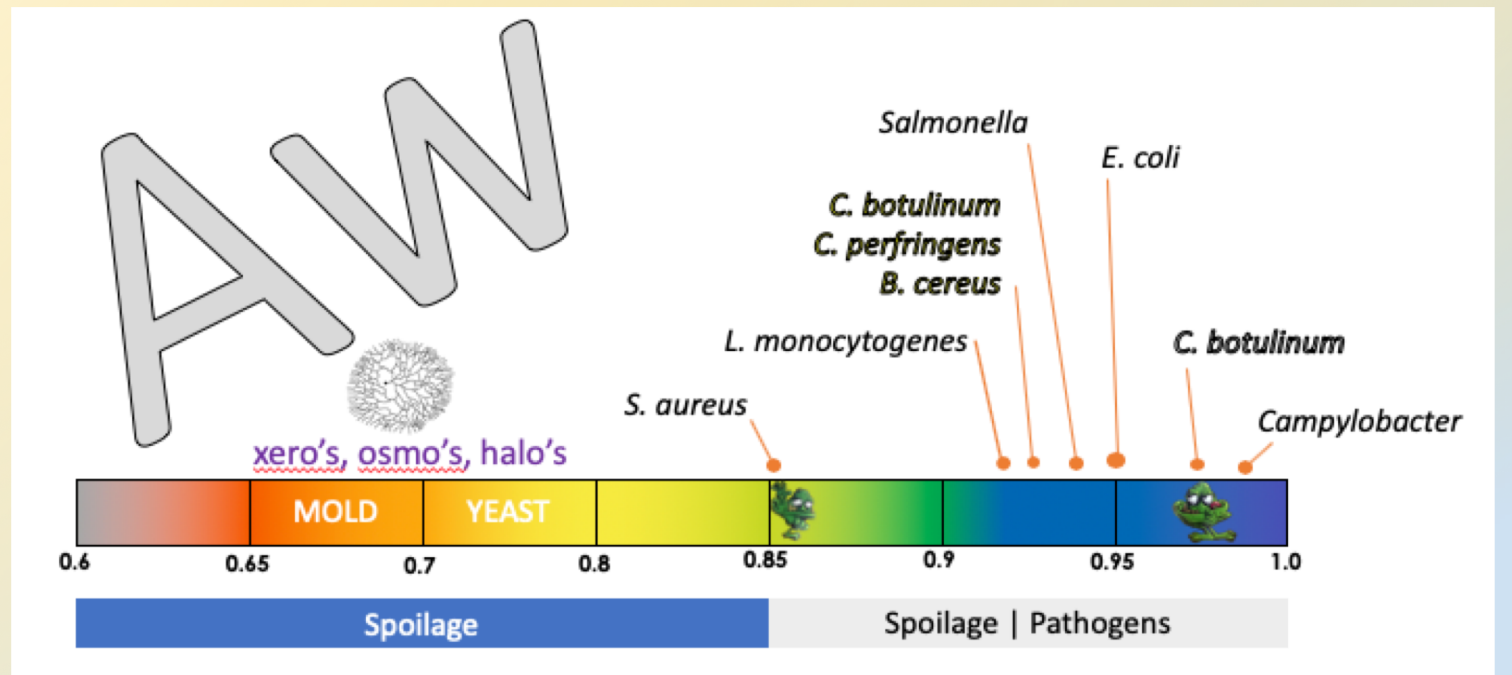 Aw
Salmonella
E. coli
C. botulinum
C. perfringens
B. cereus
L. monocytogenes
C. botulinum
S. aureus
Campylobacter
xero's, osmo's, halo's
MOLD YEAST
0.6 0.65 0.7 0.8 0.85 0.9 0.95 1.0
Spoilage Spoilage | Pathogens